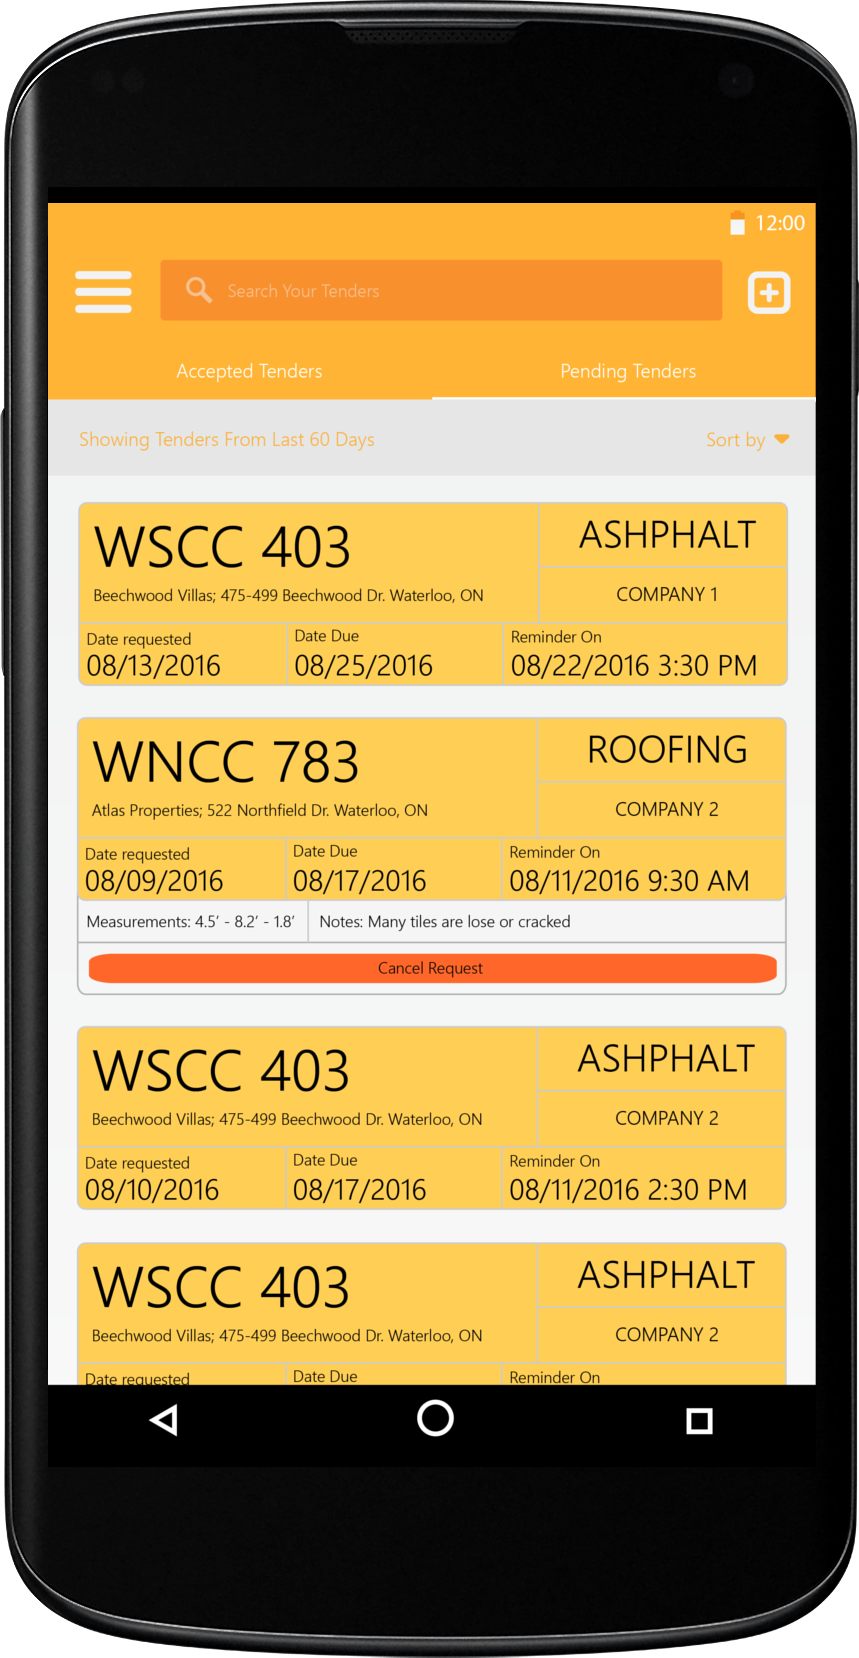 12:00
Search Your Tenders
Accepted Tenders Pending Tenders
Showing Tenders From Last 60 Days Sort by
WSCC 403
ASHPHALT
Beechwood Villas; 475-499 Beechwood Dr. Waterloo, ON
COMPANY 1
Date requested Date Due Reminder On
08/13/2016 08/25/2016 08/22/2016 3:30 PM
WNCC 783
ROOFING
Atlas Properties; 522 Northfield Dr. Waterloo, ON
COMPANY 2
Date requested Date Due Reminder On
08/09/2016 08/17/2016 08/11/2016 9:30 AM
Measurements: 4.5’ - 8.2’ - 1.8’ Notes: Many tiles are lose or cracked
Cancel Request
WSCC 403
ASHPHALT
Beechwood Villas; 475-499 Beechwood Dr. Waterloo, ON
COMPANY 2
Date requested Date Due Reminder On
08/10/2016 08/17/2016 08/11/2016 2:30 PM
WSCC 403
ASHPHALT
Beechwood Villas; 475-499 Beechwood Dr. Waterloo, ON
COMPANY 2
Date requested Date Due Reminder On